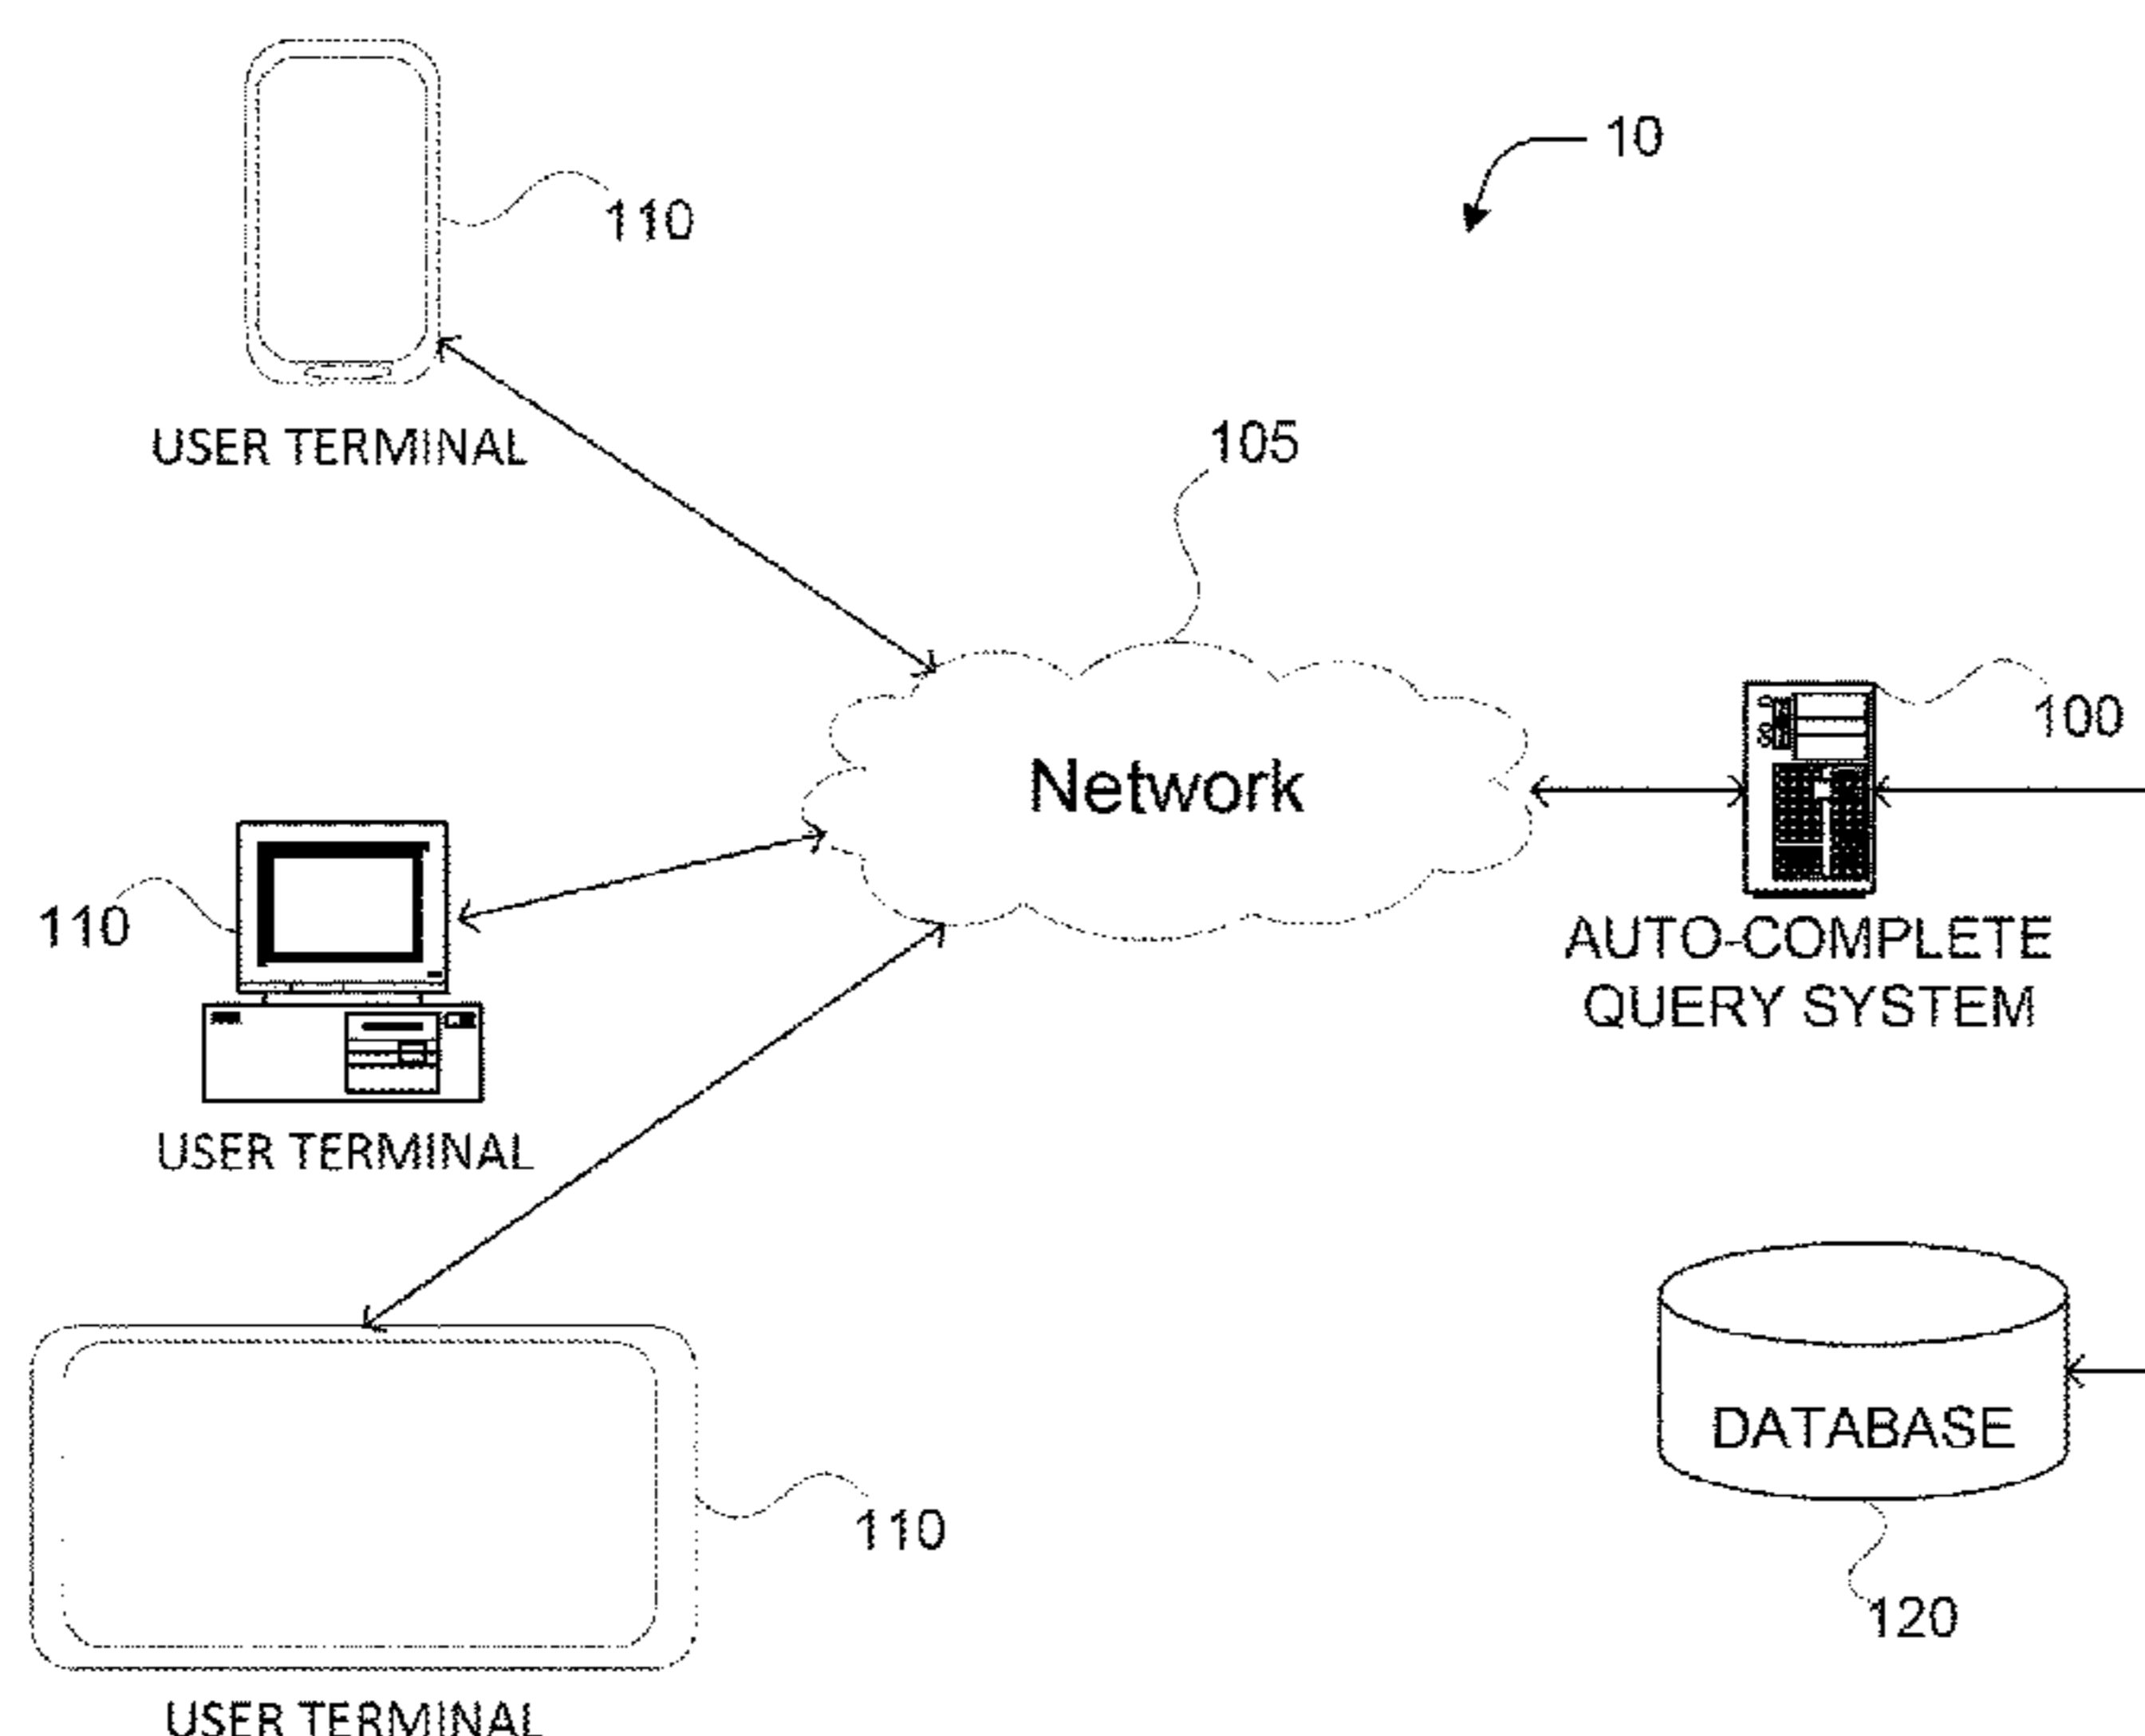 10
110
USER TERMINAL
105
100
Network
110
AUTO-COMPLETE
QUERY SYSTEM
USER TERMINAL
DATABASE
110
120
USER TERMINAL